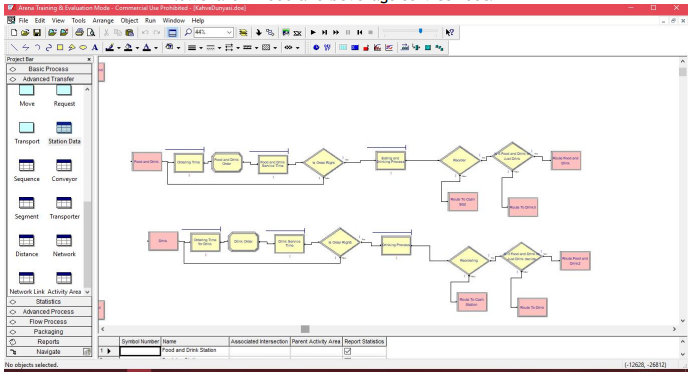 Arena Training & Evaluation Mode - Commercial Use Prohibited - [KahveDunyasi.doe]
File Edit View Tools Arrange Object Run Window Help
44%
Project Bar
Basic Process
Advanced Transfer
Move Request
Transport Station Data
Sequence Conveyor
Segment Transporter
Distance Network
Network Link Activity Area
Statistics
Advanced Process
Flow Process
Packaging
Reports
Navigate
Food and Drink
Ordering Time
Food and Drink Order
Food and Drink Service Time
Is Order Right
Eating and Drinking Process
Reorder
Route Food and Drink
Route To Cash
Route To Drinks
Drink
Ordering Time for Drink
Drink Order
Drink Service Time
Is Order Right
Drinking Process
Reordering
Route Food and
Route To Cash Station
Route To Drink
Symbol Number Name Associated Intersection Parent Activity Area Report Statistics
1 Food and Drink Station
No objects selected. (-12628, -26812)